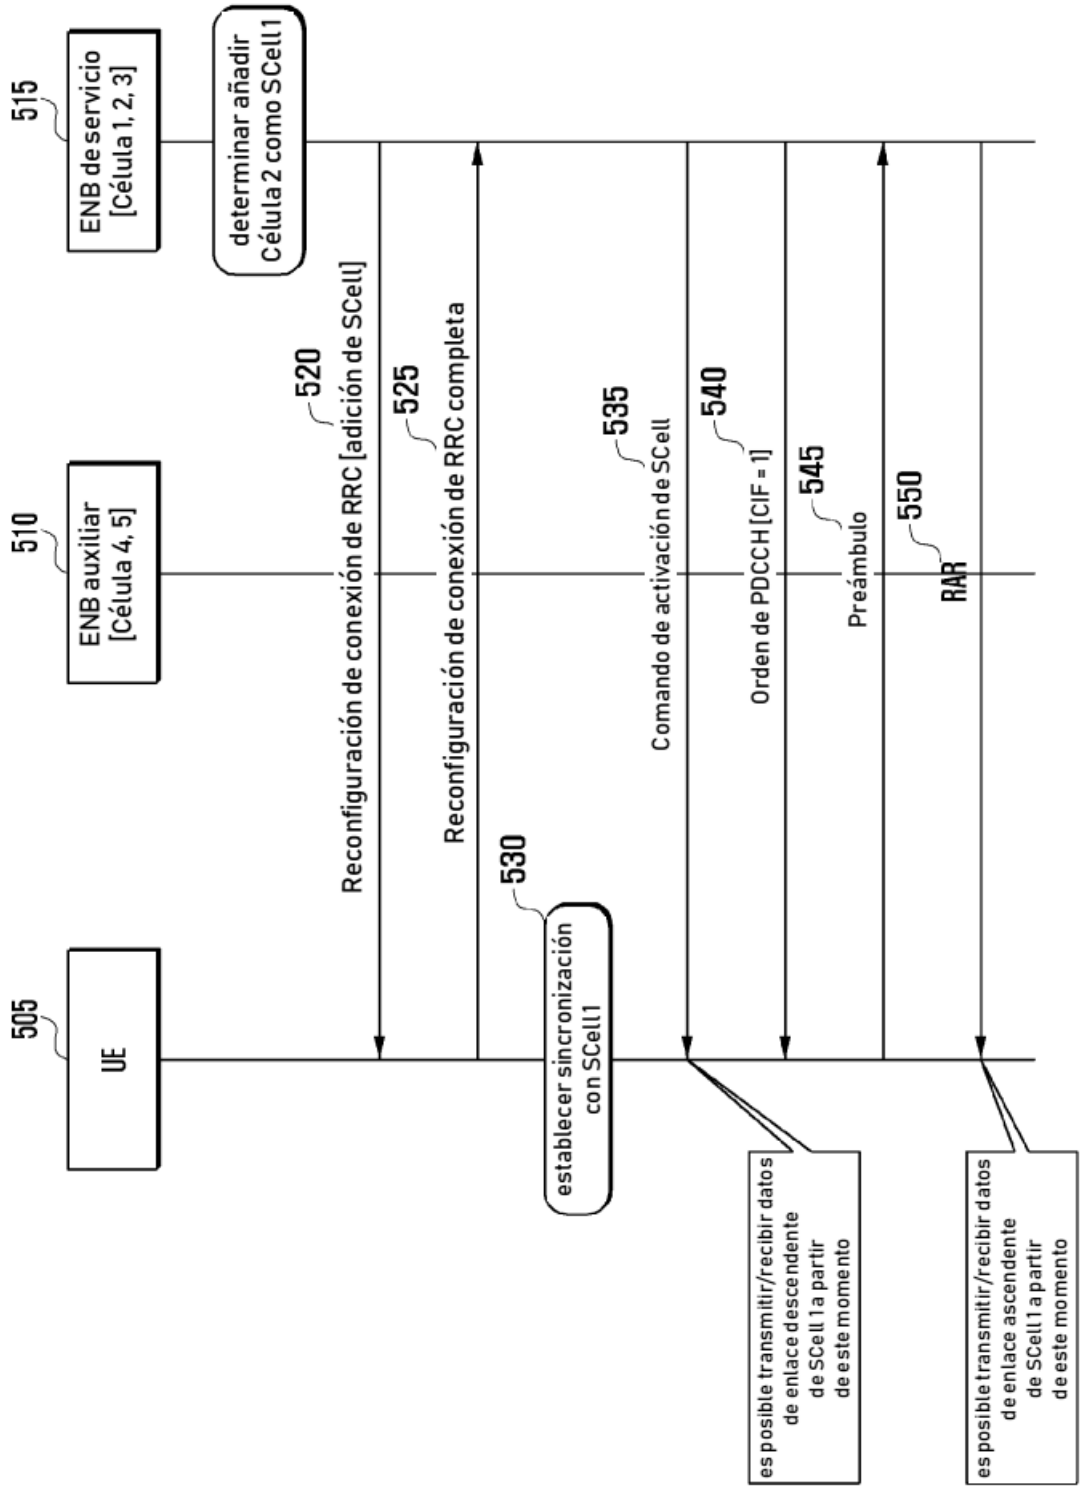 505
UE
510
ENB auxiliar
[Célula 4, 5]
515
ENB de servicio
[Célula 1, 2, 3]
determinar añadir
Célula 2 como SCell 1
520
Reconfiguración de conexión de RRC [adición de SCell]
525
Reconfiguración de conexión de RRC completa
530
establecer sincronización
con SCell 1
535
Comando de activación de SCell
540
Orden de PDCCH [CIF = 1]
es posible transmitir/recibir datos
de enlace descendente
de SCell 1 a partir
de este momento
545
Preámbulo
550
RAR
es posible transmitir/recibir datos
de enlace ascendente
de SCell 1 a partir
de este momento